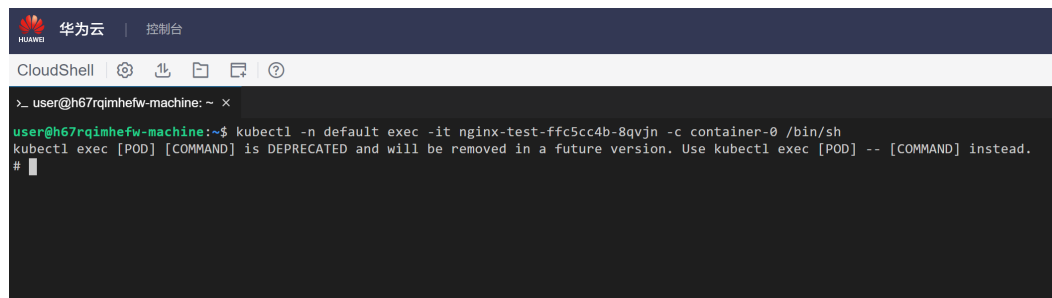 HUAWEI 华为云 | 控制台
CloudShell
>_ user@h67rqimhefw-machine: ~ ×
user@h67rqimhefw-machine:~$ kubectl -n default exec -it nginx-test-ffc5cc4b-8qvjn -c container-0 /bin/sh
kubectl exec [POD] [COMMAND] is DEPRECATED and will be removed in a future version. Use kubectl exec [POD] -- [COMMAND] instead.
#